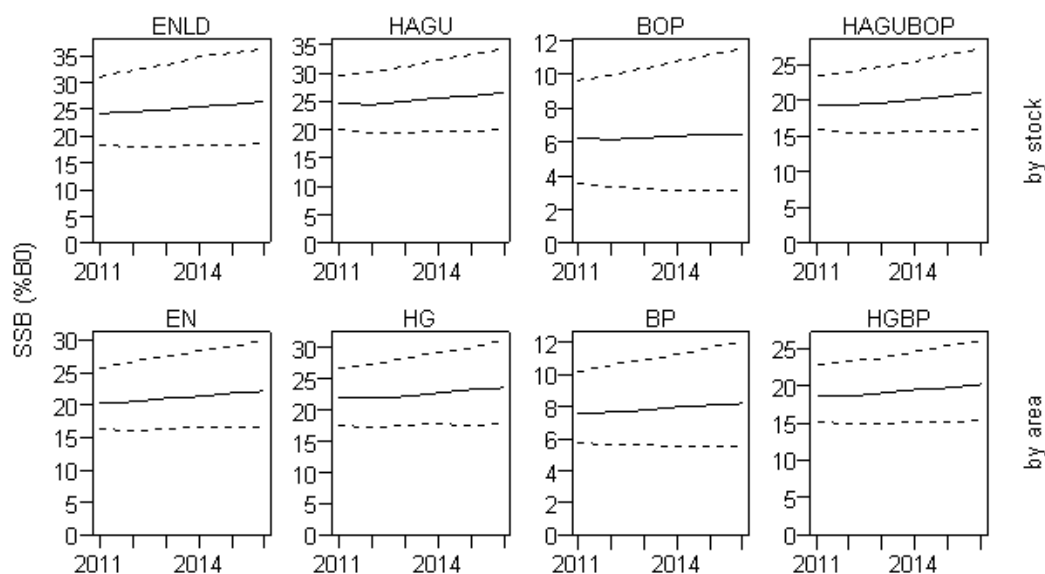 ENLD HAGU BOP HAGUBOP
35 30 25 20 15 10 5 0
35 30 25 20 15 10 5 0
12 10 8 6 4 2 0
25 20 15 10 5 0
2011 2014 2011 2014 2011 2014 2011 2014
by stock
SSB (%B0)
EN HG BP HGBP
30 25 20 15 10 5 0
30 25 20 15 10 5 0
12 10 8 6 4 2 0
25 20 15 10 5 0
2011 2014 2011 2014 2011 2014 2011 2014
by area